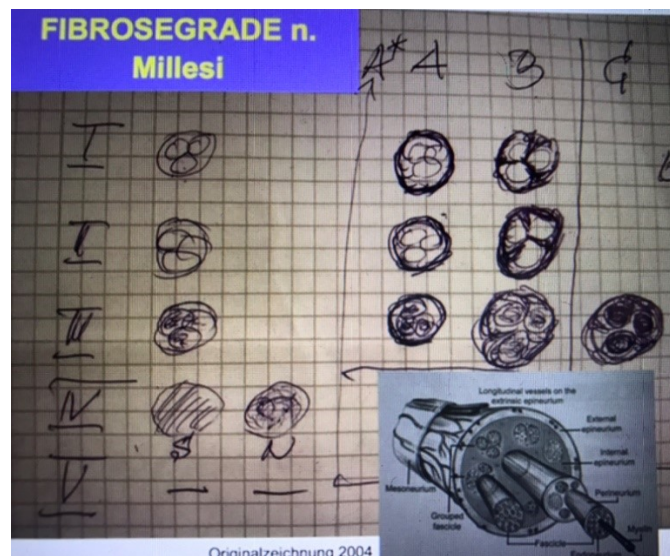 FIBROSEGRADE n.
Millesi
A* A B C
I
II
III
IV
S N
V — —
Longitudinal vessels on the
extrinsic epineurium
External
epineurium
Internal
epineurium
Mesoneurium
Perineurium
Grouped
fascicle
Myelin
Fascicle
Originalzeichnung 2004